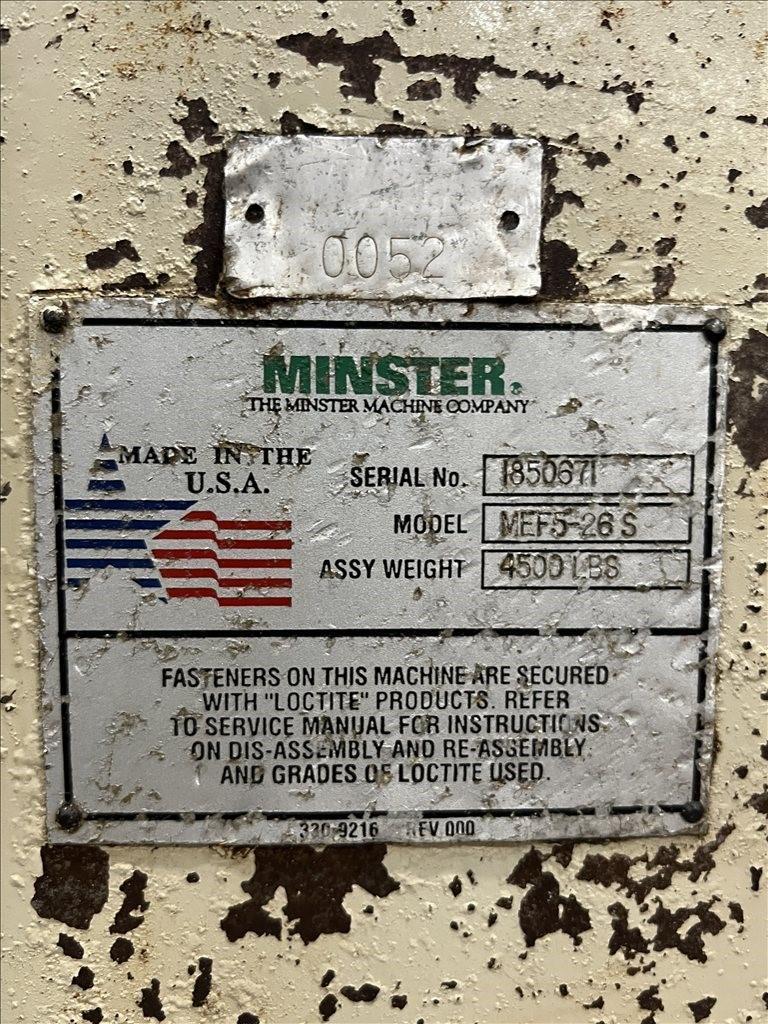 0052
MINSTER®
THE MINSTER MACHINE COMPANY
MADE IN THE
U.S.A.
SERIAL No. 1850671
MODEL MEF5-26 S
ASSY WEIGHT 4500 LBS
FASTENERS ON THIS MACHINE ARE SECURED
WITH "LOCTITE" PRODUCTS. REFER
TO SERVICE MANUAL FOR INSTRUCTIONS
ON DIS-ASSEMBLY AND RE-ASSEMBLY
AND GRADES OF LOCTITE USED.
330-9216 REV 000